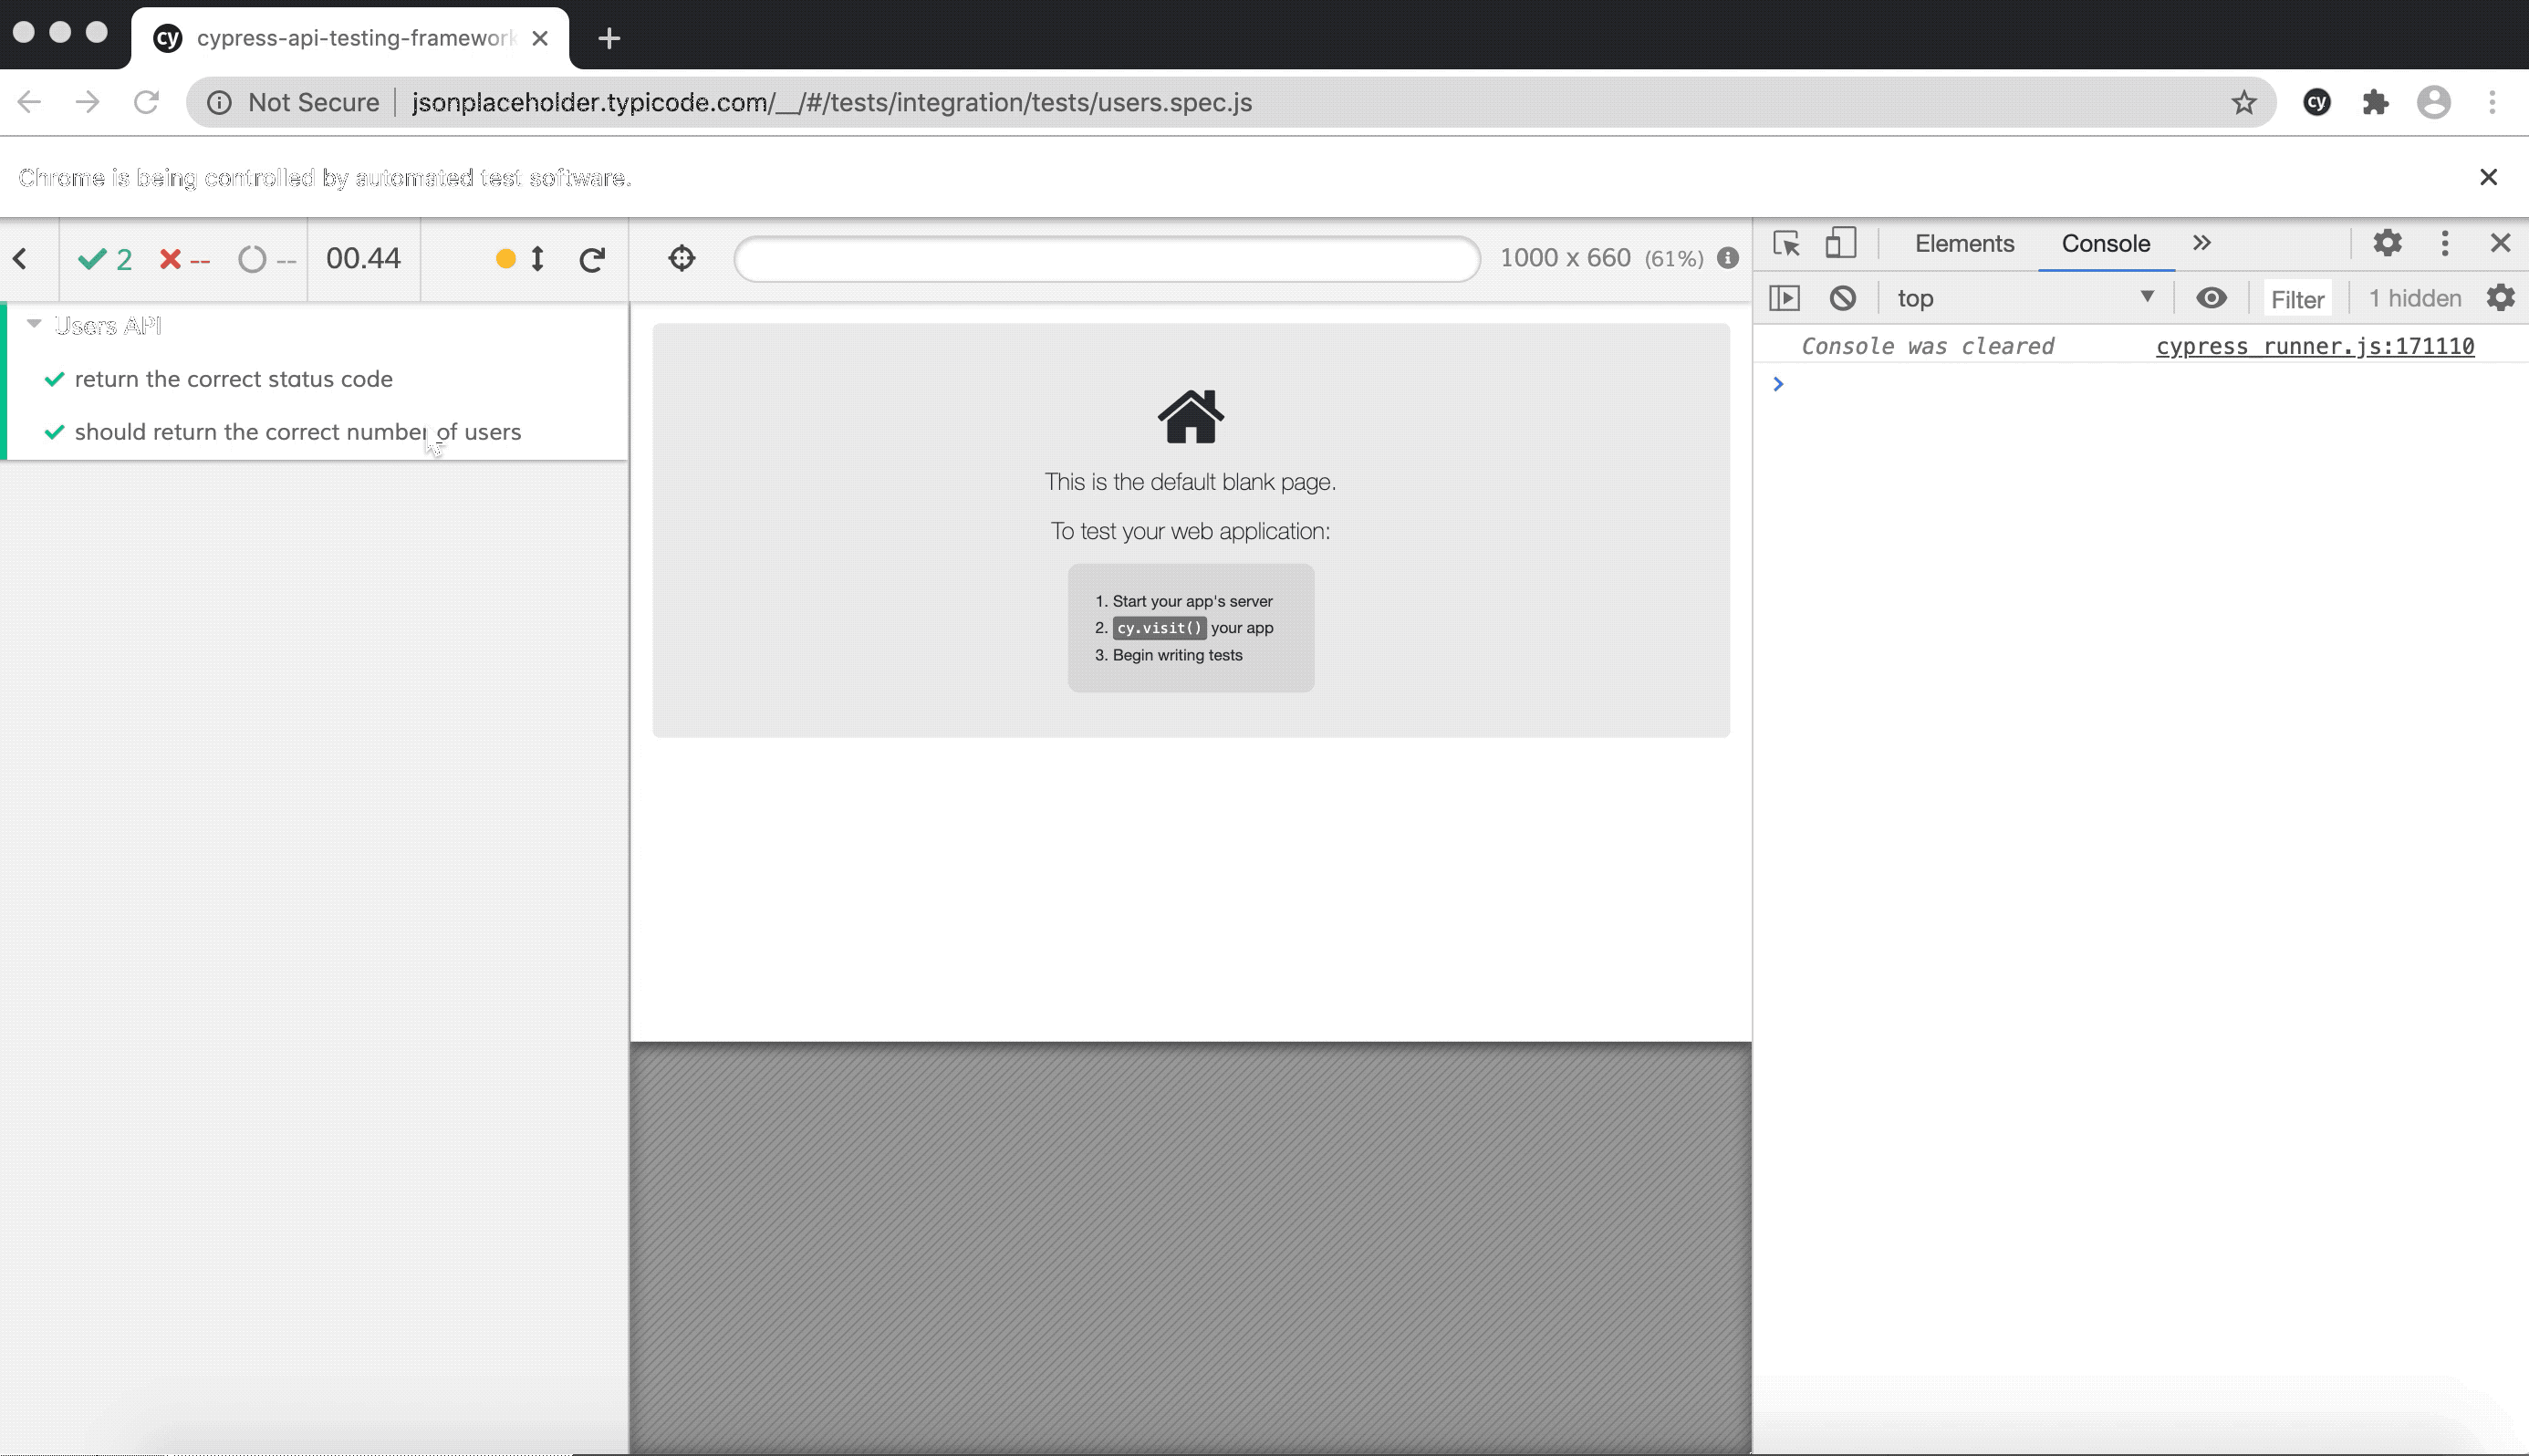 cy cypress-api-testing-framework
Not Secure jsonplaceholder.typicode.com/__/#/tests/integration/tests/users.spec.js cy
Chrome is being controlled by automated test software.
2 -- -- 00.44 1000 x 660 (61%) Elements Console
top Filter 1 hidden
Users API
return the correct status code
should return the correct number of users
This is the default blank page.
To test your web application:
1. Start your app's server
2. cy.visit() your app
3. Begin writing tests
Console was cleared cypress_runner.js:171110